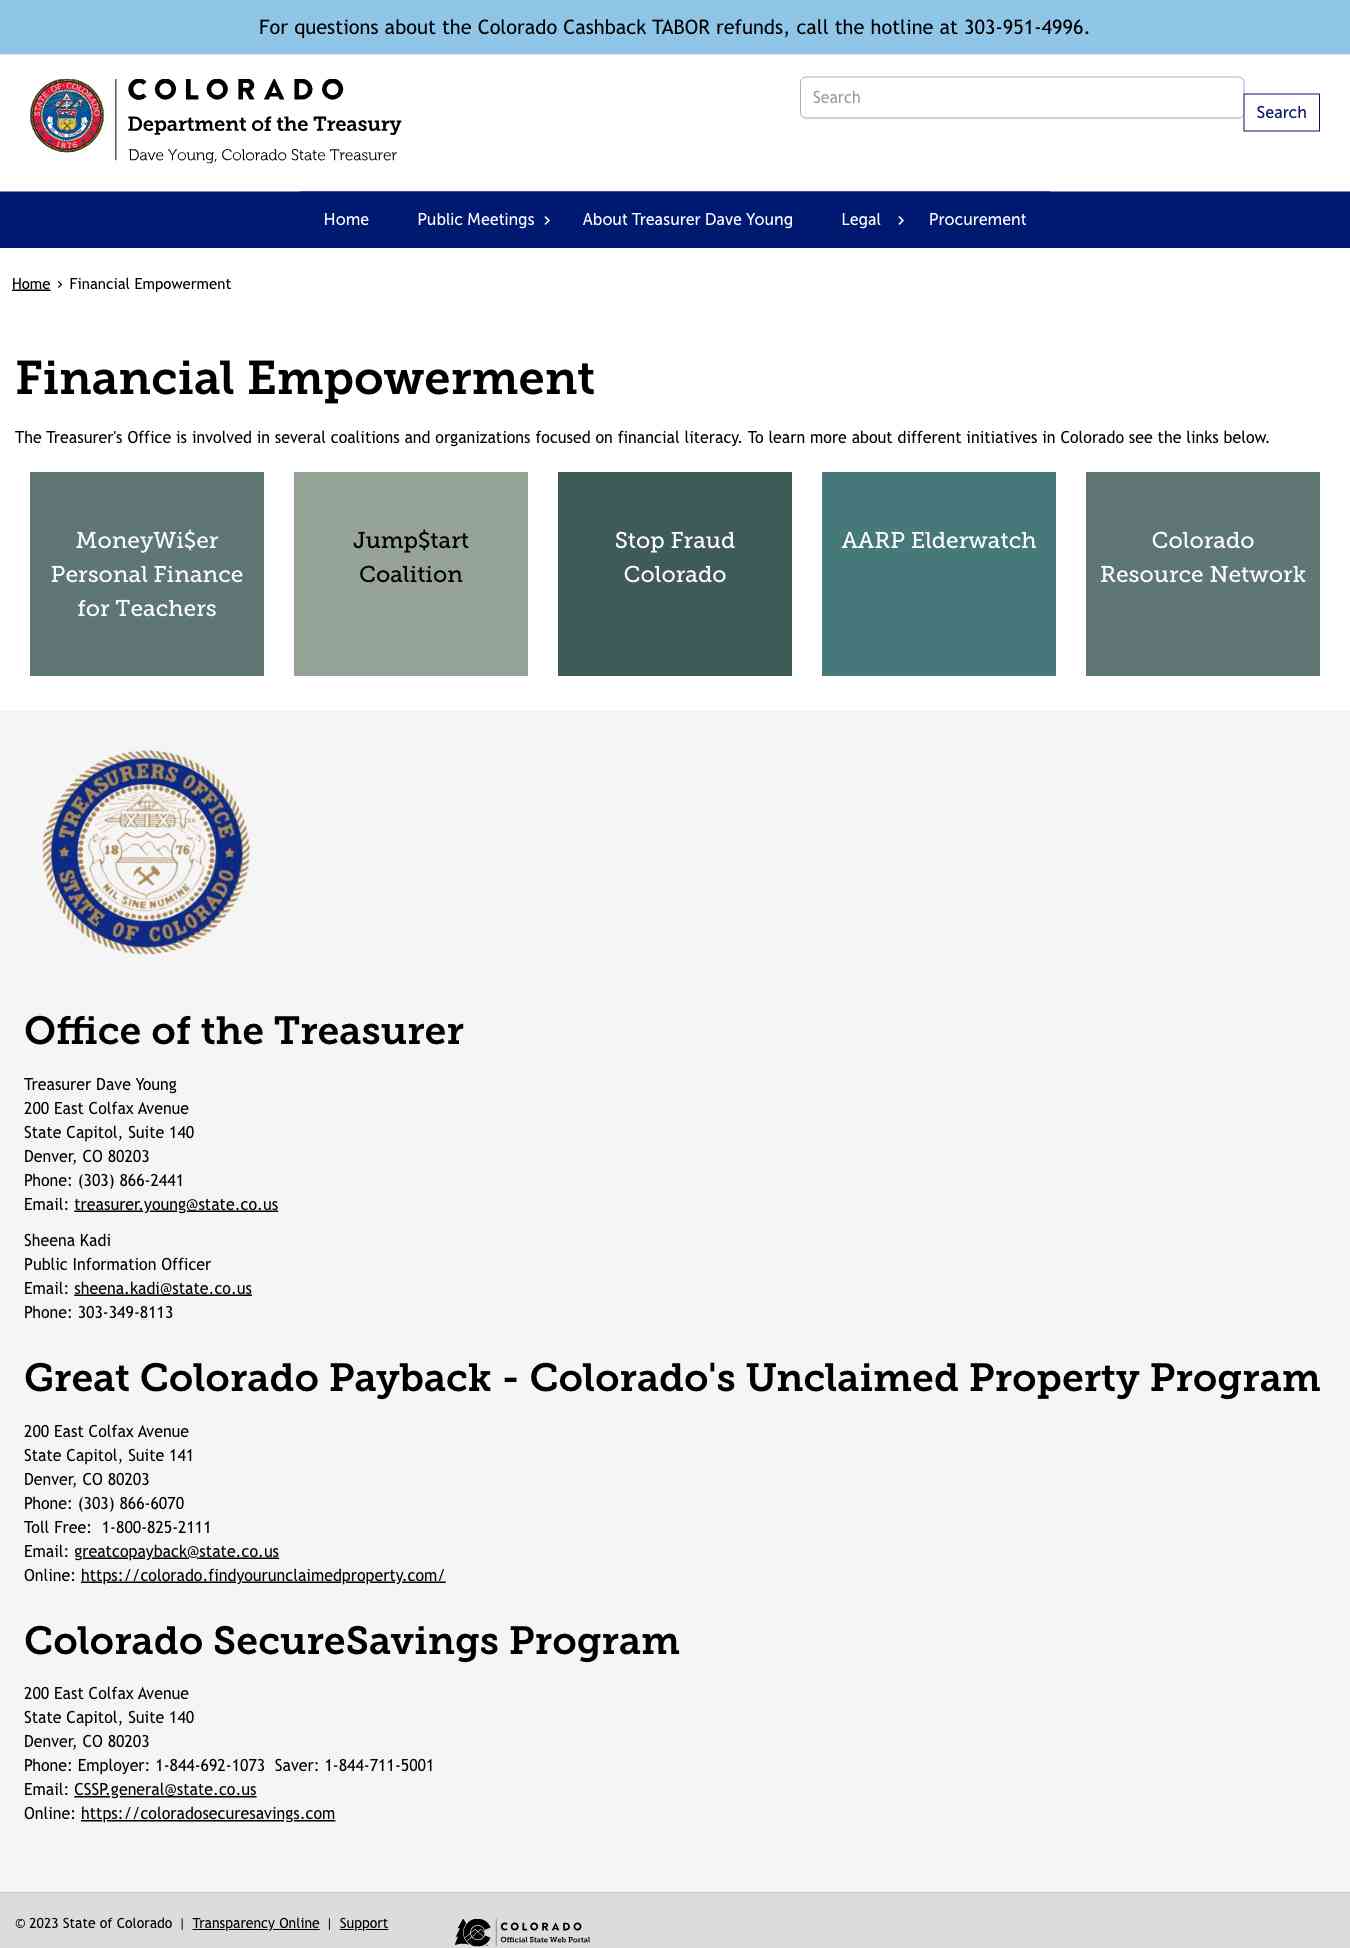 For questions about the Colorado Cashback TABOR refunds, call the hotline at 303-951-4996.
STATE OF COLORADO
1876
COLORADO
Department of the Treasury
Dave Young, Colorado State Treasurer
Search
Search
Home
Public Meetings
About Treasurer Dave Young
Legal
Procurement
Home › Financial Empowerment
Financial Empowerment
The Treasurer's Office is involved in several coalitions and organizations focused on financial literacy. To learn more about different initiatives in Colorado see the links below.
MoneyWi$er
Personal Finance
for Teachers
Jump$tart
Coalition
Stop Fraud
Colorado
AARP Elderwatch
Colorado
Resource Network
TREASURERS OFFICE
18 76
NIL SINE NUMINE
STATE OF COLORADO
Office of the Treasurer
Treasurer Dave Young
200 East Colfax Avenue
State Capitol, Suite 140
Denver, CO 80203
Phone: (303) 866-2441
Email: treasurer.young@state.co.us
Sheena Kadi
Public Information Officer
Email: sheena.kadi@state.co.us
Phone: 303-349-8113
Great Colorado Payback - Colorado's Unclaimed Property Program
200 East Colfax Avenue
State Capitol, Suite 141
Denver, CO 80203
Phone: (303) 866-6070
Toll Free:  1-800-825-2111
Email: greatcopayback@state.co.us
Online: https://colorado.findyourunclaimedproperty.com/
Colorado SecureSavings Program
200 East Colfax Avenue
State Capitol, Suite 140
Denver, CO 80203
Phone: Employer: 1-844-692-1073  Saver: 1-844-711-5001
Email: CSSP.general@state.co.us
Online: https://coloradosecuresavings.com
© 2023 State of Colorado | Transparency Online | Support
COLORADO
Official State Web Portal